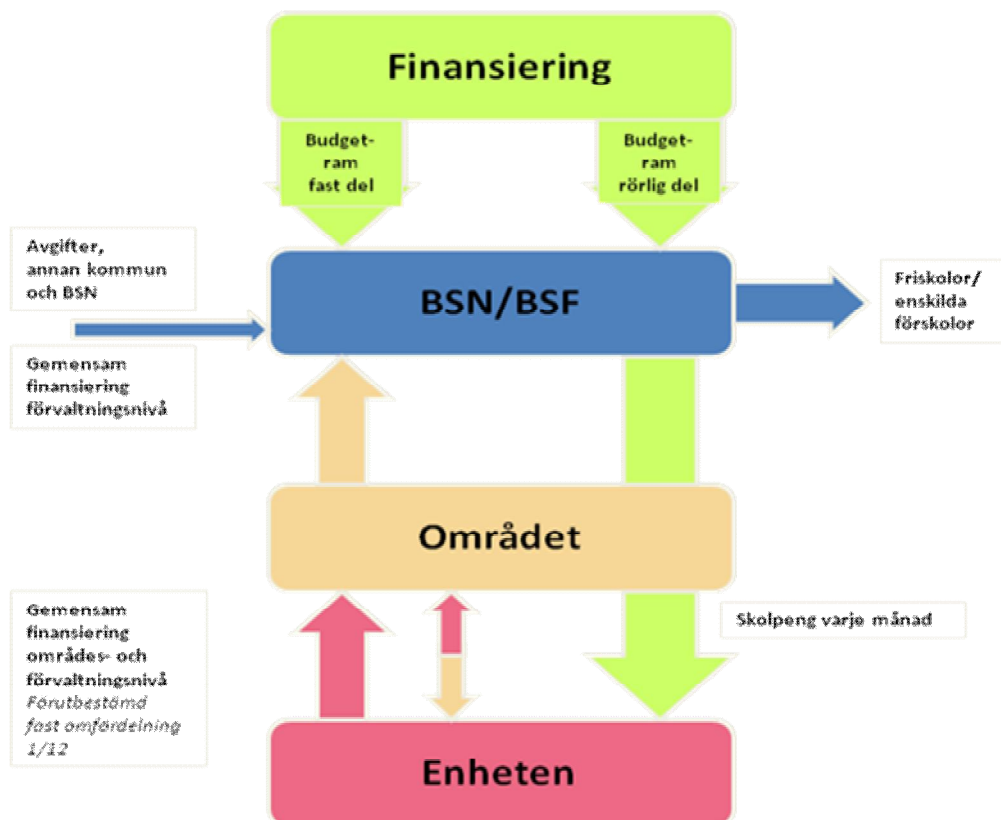 Finansiering
Budget-
ram
fast del
Budget-
ram
rörlig del
Avgifter,
annan kommun
och BSN
BSN/BSF
Friskolor/
enskilda
förskolor
Gemensam
finansiering
förvaltningsnivå
Området
Gemensam
finansiering
områdes- och
förvaltningsnivå
Förutbestämd
fast omfördelning
1/12
Skolpeng varje månad
Enheten